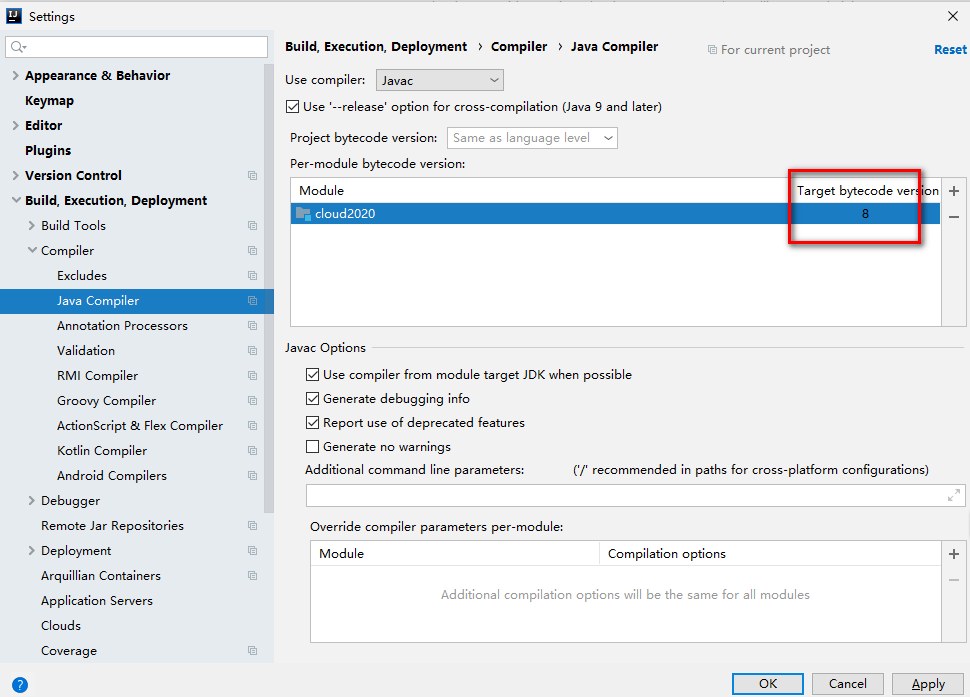 Settings
Appearance & Behavior
Keymap
Editor
Plugins
Version Control
Build, Execution, Deployment
Build Tools
Compiler
Excludes
Java Compiler
Annotation Processors
Validation
RMI Compiler
Groovy Compiler
ActionScript & Flex Compiler
Kotlin Compiler
Android Compilers
Debugger
Remote Jar Repositories
Deployment
Arquillian Containers
Application Servers
Clouds
Coverage
Build, Execution, Deployment › Compiler › Java Compiler
For current project
Reset
Use compiler: Javac
Use '--release' option for cross-compilation (Java 9 and later)
Project bytecode version: Same as language level
Per-module bytecode version:
Module Target bytecode version
cloud2020 8
Javac Options
Use compiler from module target JDK when possible
Generate debugging info
Report use of deprecated features
Generate no warnings
Additional command line parameters: ('/' recommended in paths for cross-platform configurations)
Override compiler parameters per-module:
Module Compilation options
Additional compilation options will be the same for all modules
?
OK Cancel Apply